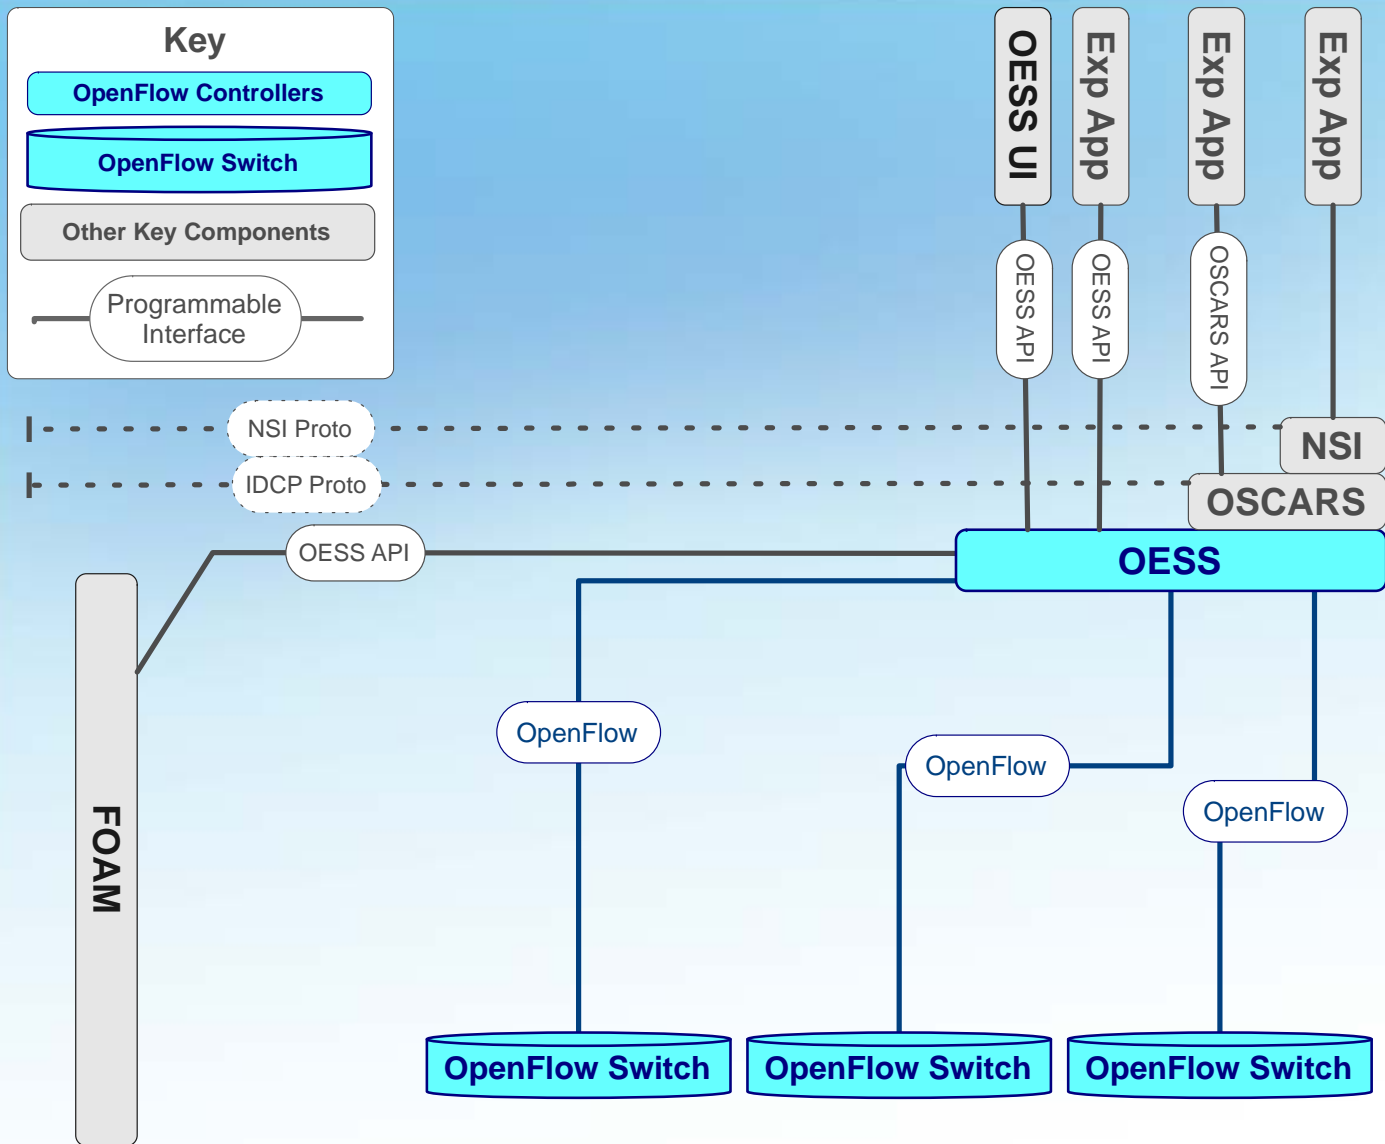 Key
OpenFlow Controllers
OpenFlow Switch
Other Key Components
Programmable
Interface
OESS UI
Exp App
Exp App
Exp App
OESS API
OESS API
OSCARS API
NSI Proto
NSI
IDCP Proto
OSCARS
OESS API
OESS
OpenFlow
OpenFlow
OpenFlow
FOAM
OpenFlow Switch
OpenFlow Switch
OpenFlow Switch